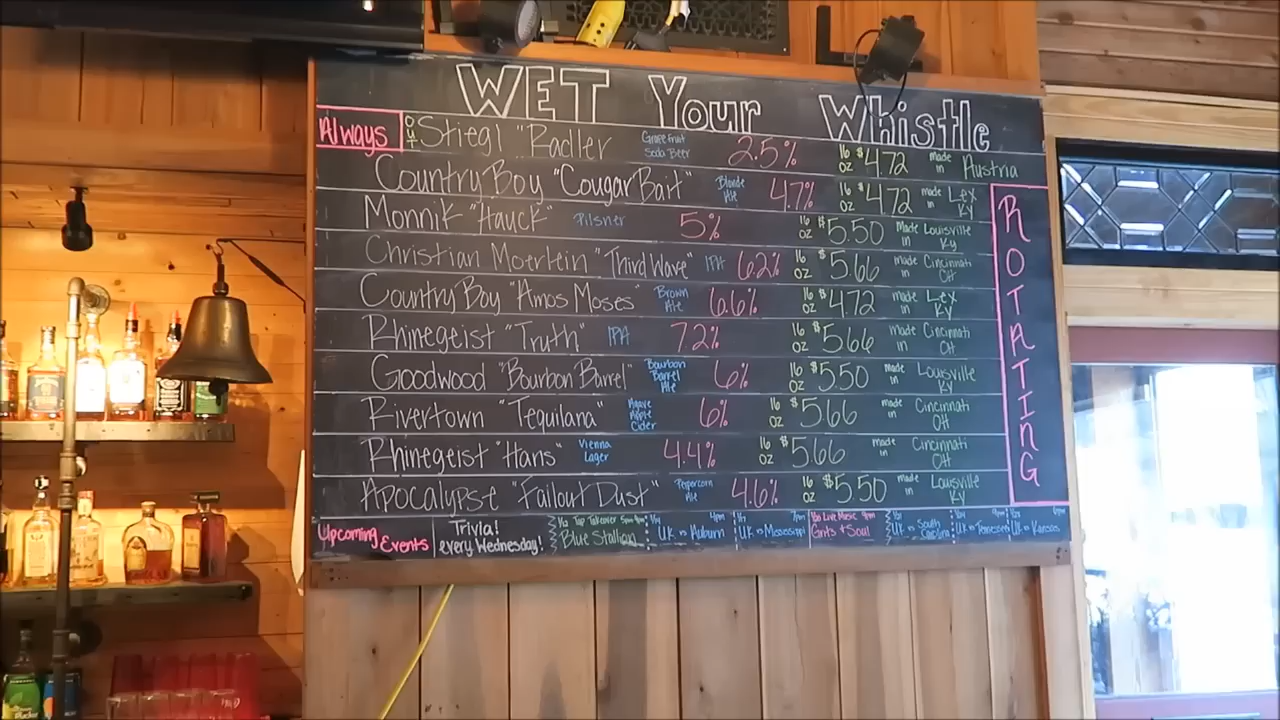 WET Your Whistle
Always OUT Stiegl "Radler Grapefruit Soda Beer 2.5% 16 OZ $4.72 made in Austria
Country Boy "Cougar Bait" Blonde Ale 4.7% 16 OZ $4.72 made in Lex KY
Monnik "Hauck" Pilsner 5% 16 OZ $5.50 Made in Louisville Ky
Christian Moerlein "Third Wave" IPA 6.2% 16 OZ $5.66 made in Cincinnati OH
Country Boy "Amos Moses" Brown Ale 6.6% 16 OZ $4.72 made in Lex Ky
Rhinegeist "Truth" IPA 7.2% 16 OZ $5.66 made in Cincinnati OH
Goodwood "Bourbon Barrel" Bourbon Barrel Ale 6% 16 OZ $5.50 made in Louisville Ky
Rivertown "Tequilana" Agave Apple Cider 6% 16 OZ $5.66 made in Cincinnati OH
Rhinegeist "Hans" Vienna Lager 4.4% 16 OZ $5.66 made in Cincinnati OH
Apocalypse "Fallout Dust" Peppercorn Ale 4.6% 16 OZ $5.50 made in Louisville Ky
ROTATING
Upcoming Events Trivia! every Wednesday! Tap Takeover Blue Stallion UK vs Auburn UK vs Mississippi Live Music 9pm Grits & Soul UK vs South Carolina UK vs Tennessee UK vs Kansas